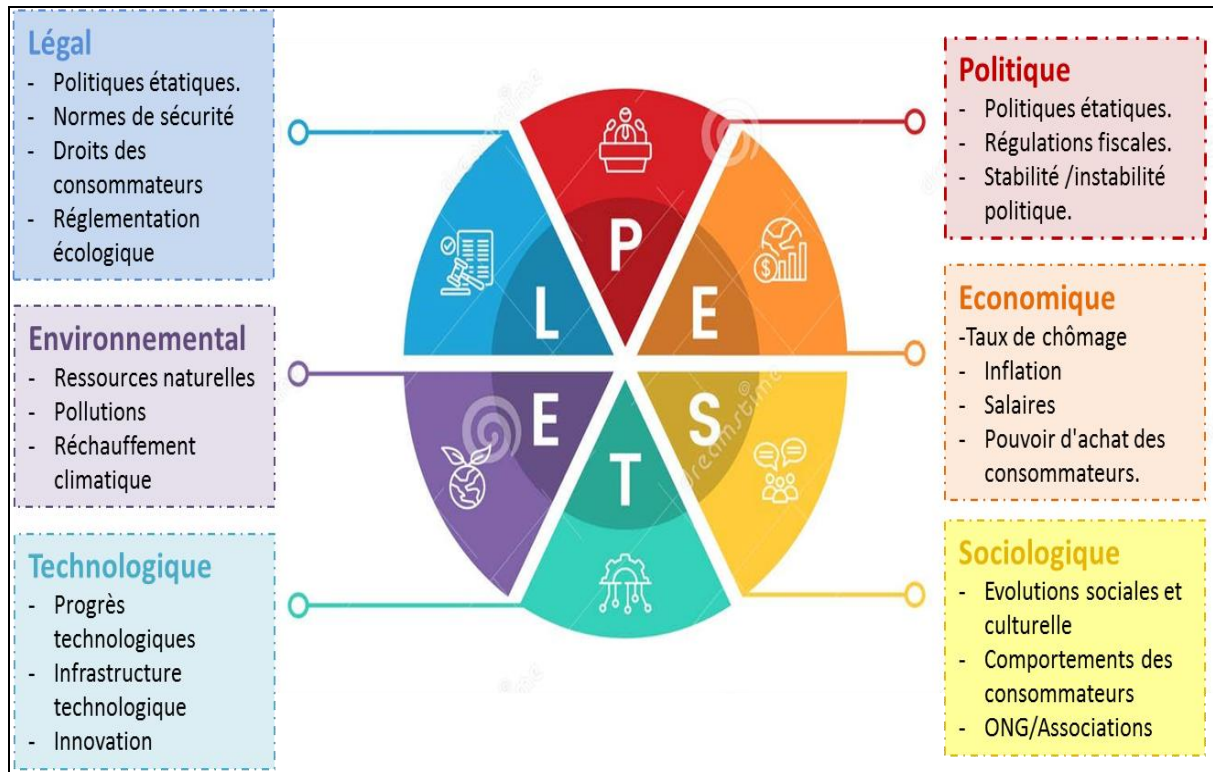 Légal
- Politiques étatiques.
- Normes de sécurité
- Droits des
consommateurs
- Réglementation
écologique
Environnemental
- Ressources naturelles
- Pollutions
- Réchauffement
climatique
Technologique
- Progrès
technologiques
- Infrastructure
technologique
- Innovation
P
E
S
T
E
L
$
dreamstime
Politique
- Politiques étatiques.
- Régulations fiscales.
- Stabilité /instabilité
politique.
Economique
-Taux de chômage
- Inflation
- Salaires
- Pouvoir d'achat des
consommateurs.
Sociologique
- Evolutions sociales et
culturelle
- Comportements des
consommateurs
- ONG/Associations